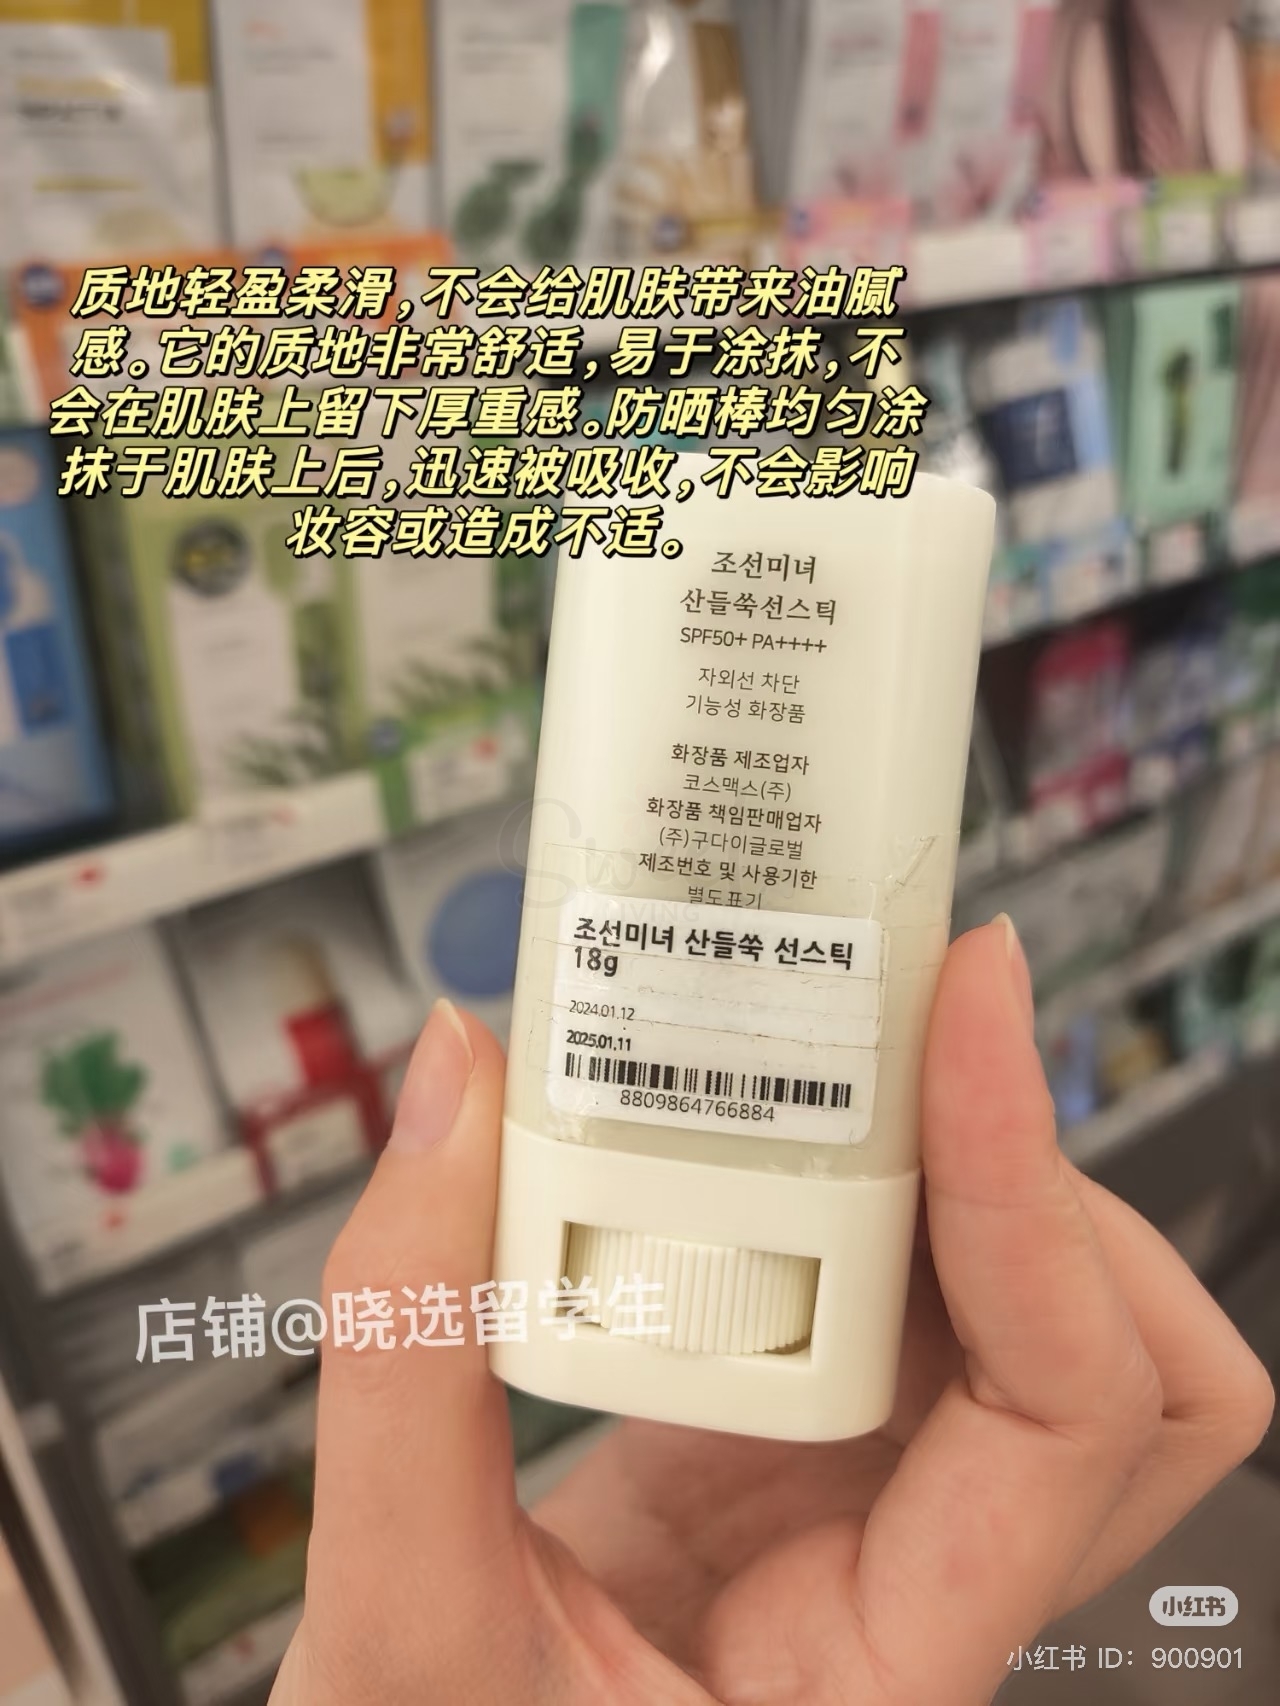 质地轻盈柔滑,不会给肌肤带来油腻
感。它的质地非常舒适,易于涂抹,不
会在肌肤上留下厚重感。防晒棒均匀涂
抹于肌肤上后,迅速被吸收,不会影响
妆容或造成不适。
조선미녀
산들쑥선스틱
SPF50+ PA++++
자외선 차단
기능성 화장품
화장품 제조업자
코스맥스(주)
화장품 책임판매업자
(주)구다이글로벌
제조번호 및 사용기한
별도표기
조선미녀 산들쑥 선스틱
18g
2024.01.12
2025.01.11
8809864766884
店铺@晓选留学生
小红书
小红书 ID: 900901